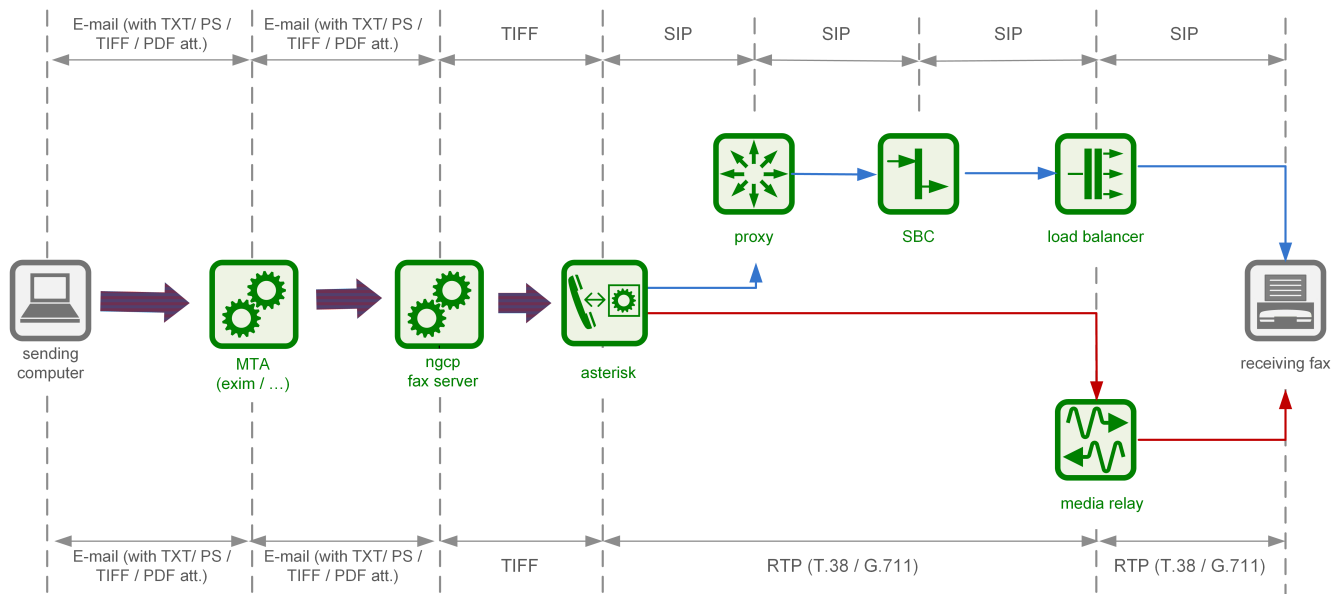 E-mail (with TXT/ PS /
TIFF / PDF att.)
E-mail (with TXT/ PS /
TIFF / PDF att.)
TIFF
SIP
SIP
SIP
SIP
proxy
SBC
load balancer
sending
computer
MTA
(exim / …)
ngcp
fax server
asterisk
receiving fax
media relay
E-mail (with TXT/ PS /
TIFF / PDF att.)
E-mail (with TXT/ PS /
TIFF / PDF att.)
TIFF
RTP (T.38 / G.711)
RTP (T.38 / G.711)